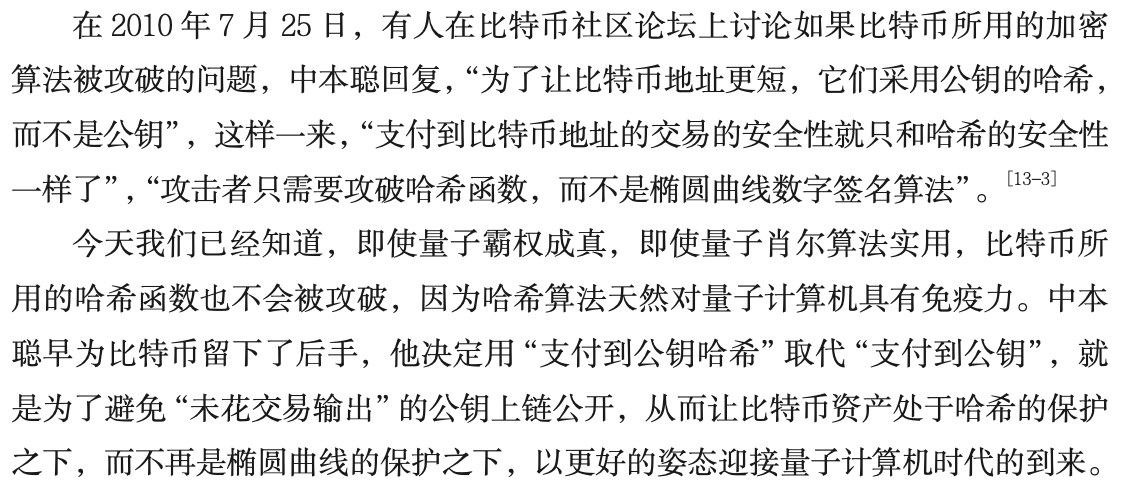 在 2010 年 7 月 25 日，有人在比特币社区论坛上讨论如果比特币所用的加密
算法被攻破的问题，中本聪回复，“为了让比特币地址更短，它们采用公钥的哈希，
而不是公钥”，这样一来，“支付到比特币地址的交易的安全性就只和哈希的安全性
一样了”，“攻击者只需要攻破哈希函数，而不是椭圆曲线数字签名算法”。[13-3]
今天我们已经知道，即使量子霸权成真，即使量子肖尔算法实用，比特币所
用的哈希函数也不会被攻破，因为哈希算法天然对量子计算机具有免疫力。中本
聪早为比特币留下了后手，他决定用“支付到公钥哈希”取代“支付到公钥”，就
是为了避免“未花交易输出”的公钥上链公开，从而让比特币资产处于哈希的保护
之下，而不再是椭圆曲线的保护之下，以更好的姿态迎接量子计算机时代的到来。